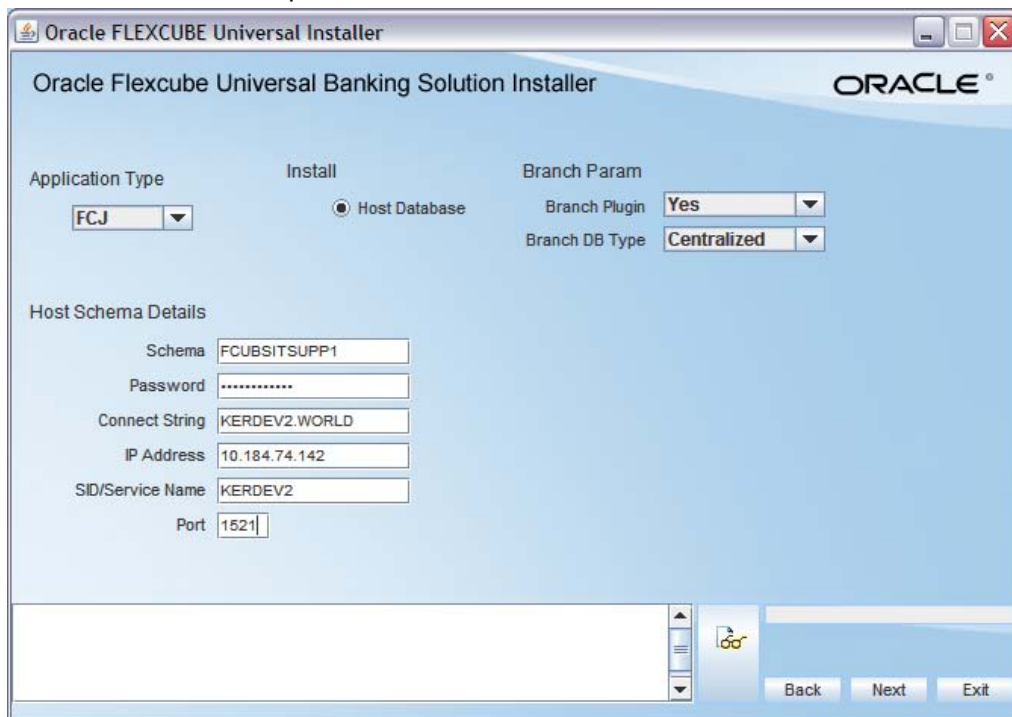 Oracle FLEXCUBE Universal Installer
Oracle Flexcube Universal Banking Solution Installer
ORACLE®
Application Type
FCJ
Install
Host Database
Branch Param
Branch Plugin Yes
Branch DB Type Centralized
Host Schema Details
Schema FCUBSITSUPP1
Password ············
Connect String KERDEV2.WORLD
IP Address 10.184.74.142
SID/Service Name KERDEV2
Port 1521
Back Next Exit